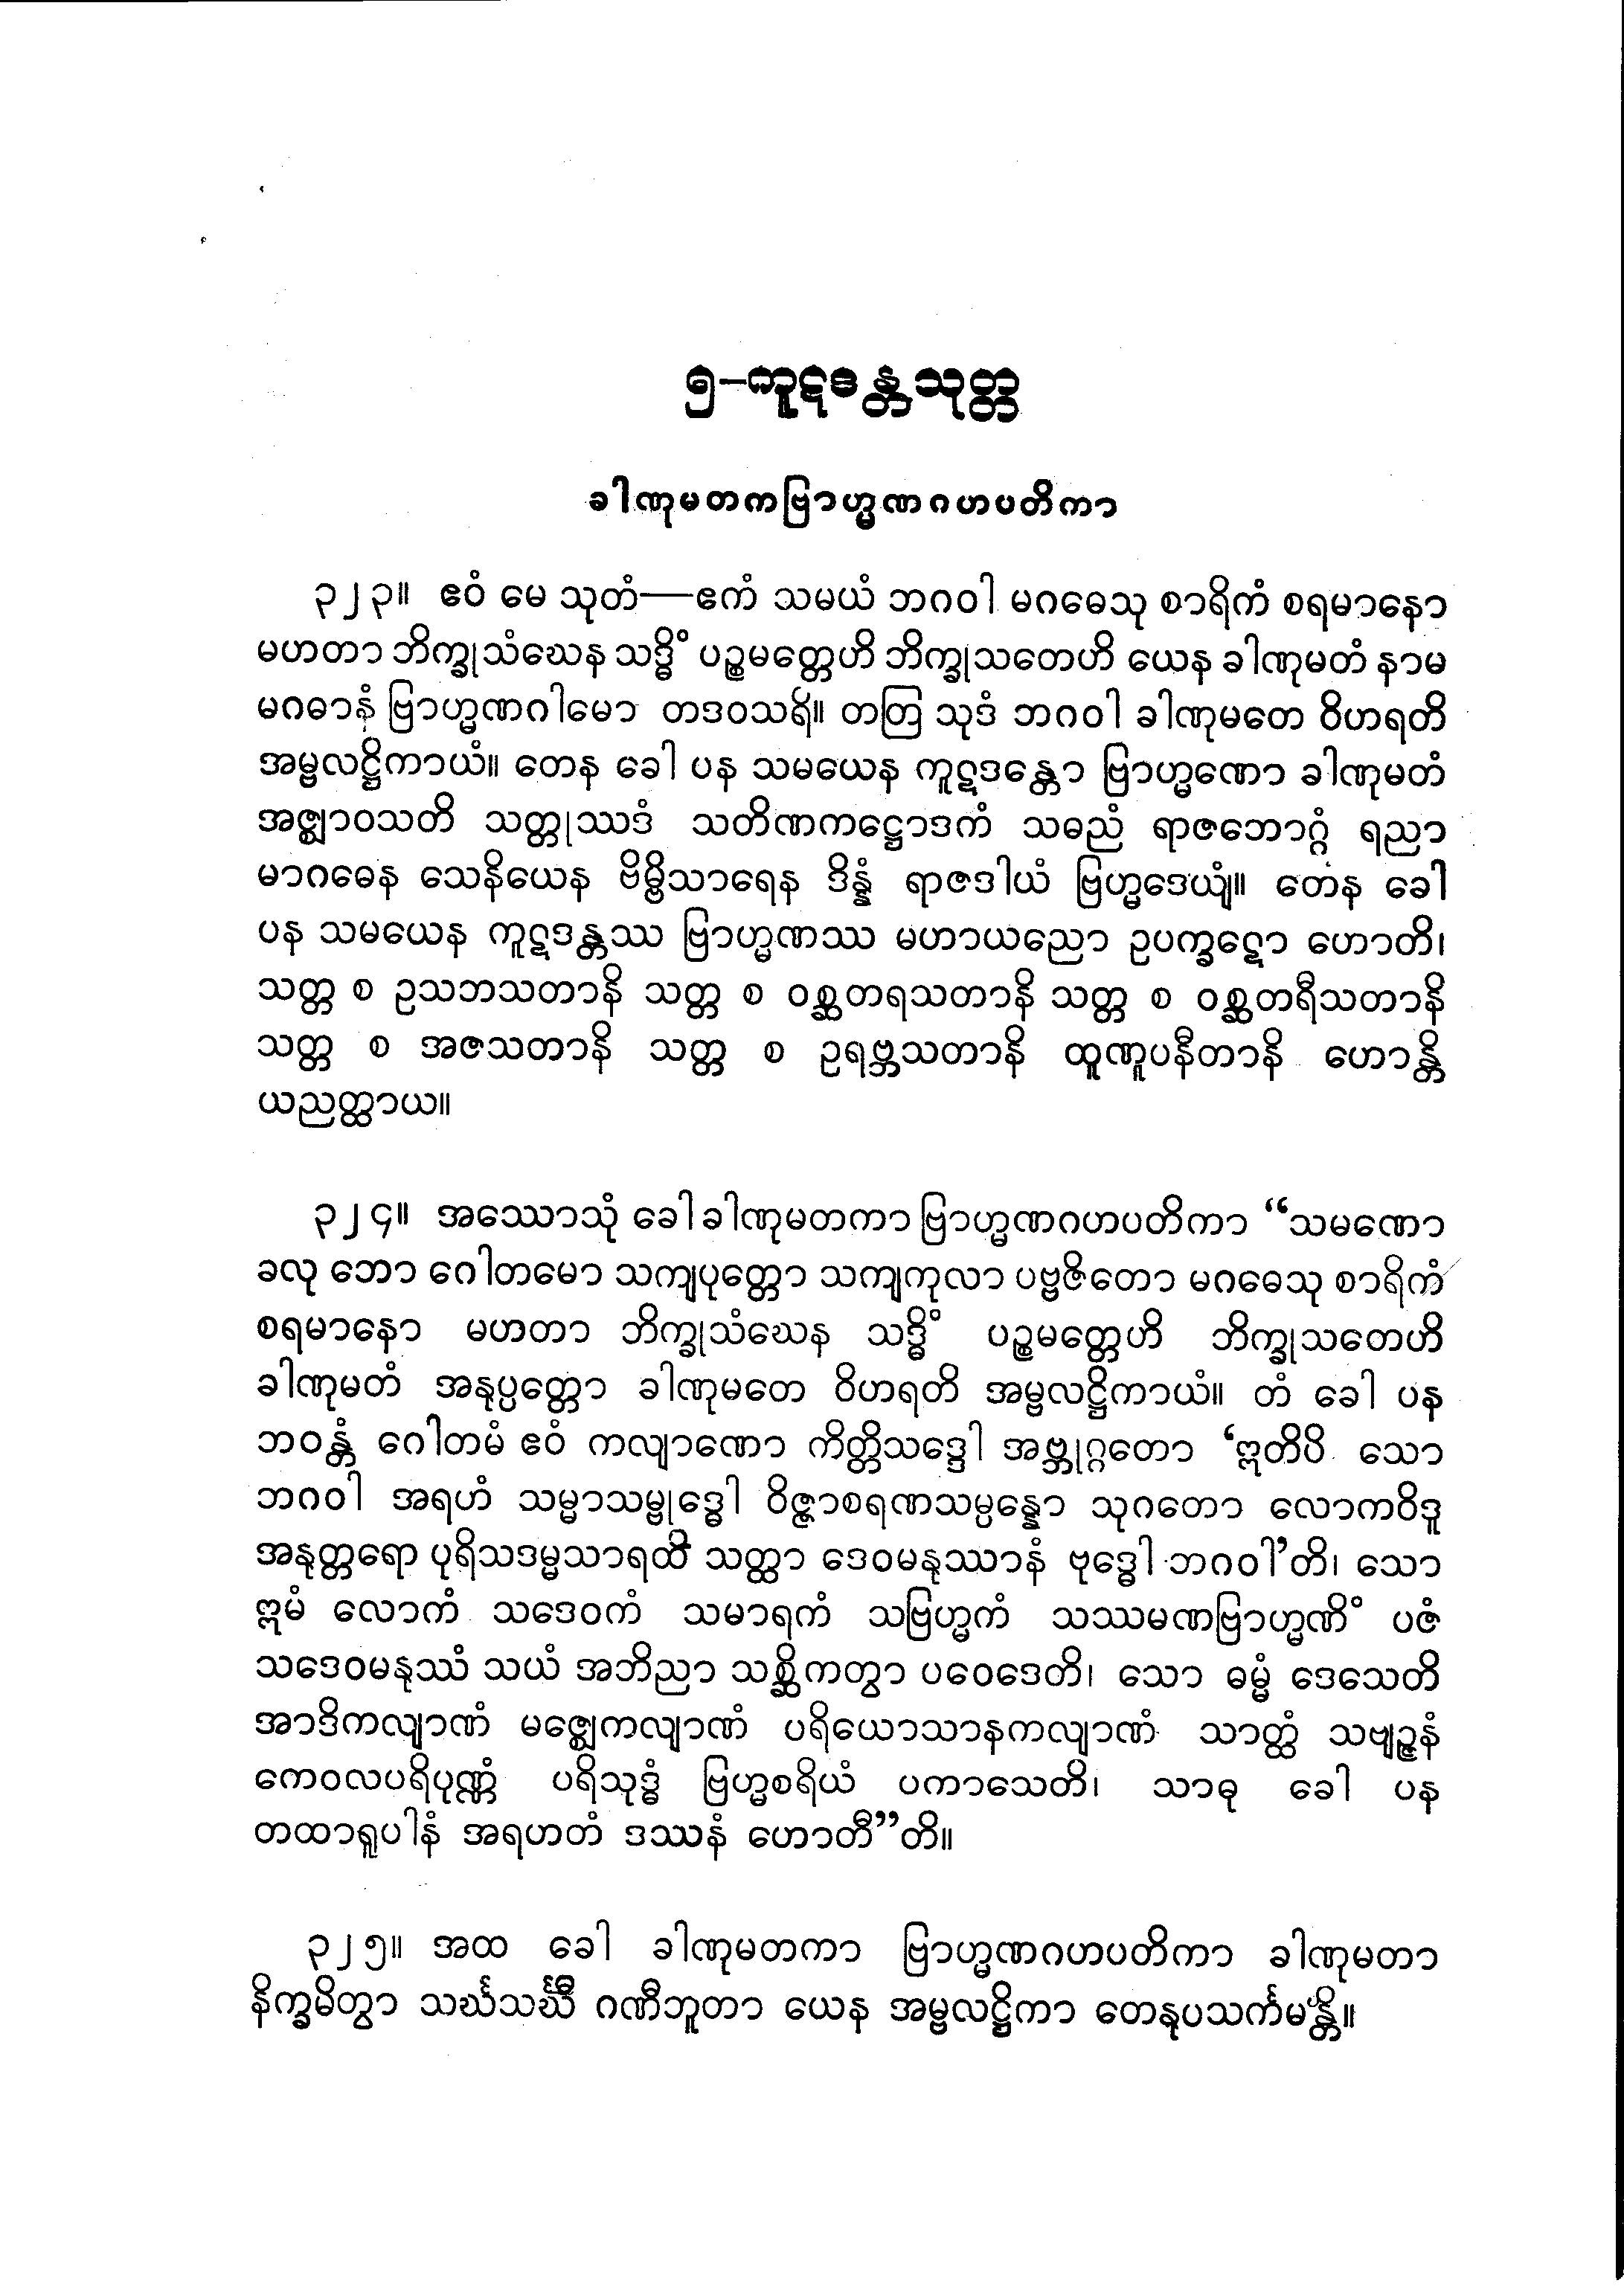 ၅-ကူဋဒန္တသုတ္တ
ခါဏုမတကဗြာဟ္မဏဂဟပတိကာ
၃၂၃။ ဧဝံ မေ သုတံ—ဧကံ သမယံ ဘဂဝါ မဂဓေသု စာရိကံ စရမာနော
မဟတာ ဘိက္ခုသံဃေန သဒ္ဓိံ ပဉ္စမတ္တေဟိ ဘိက္ခုသတေဟိ ယေန ခါဏုမတံ နာမ
မဂဓာနံ ဗြာဟ္မဏဂါမော တဒဝသရိ။ တတြ သုဒံ ဘဂဝါ ခါဏုမတေ ဝိဟရတိ
အမ္ဗလဋ္ဌိကာယံ။ တေန ခေါ ပန သမယေန ကူဋဒန္တော ဗြာဟ္မဏော ခါဏုမတံ
အဇ္ဈာဝသတိ သတ္တုဿဒံ သတိဏကဋ္ဌောဒကံ သဓညံ ရာဇဘောဂ္ဂံ ရညာ
မာဂဓေန သေနိယေန ဗိမ္ဗိသာရေန ဒိန္နံ ရာဇဒါယံ ဗြဟ္မဒေယျံ။ တေန ခေါ
ပန သမယေန ကူဋဒန္တဿ ဗြာဟ္မဏဿ မဟာယညော ဥပက္ခဋော ဟောတိ၊
သတ္တ စ ဥသဘသတာနိ သတ္တ စ ဝစ္ဆတရသတာနိ သတ္တ စ ဝစ္ဆတရီသတာနိ
သတ္တ စ အဇသတာနိ သတ္တ စ ဥရဗ္ဘသတာနိ ထူဏူပနီတာနိ ဟောန္တိ
ယညတ္ထာယ။
၃၂၄။ အဿောသုံ ခေါ ခါဏုမတကာ ဗြာဟ္မဏဂဟပတိကာ “သမဏော
ခလု ဘော ဂေါတမော သကျပုတ္တော သကျကုလာ ပဗ္ဗဇိတော မဂဓေသု စာရိကံ
စရမာနော မဟတာ ဘိက္ခုသံဃေန သဒ္ဓိံ ပဉ္စမတ္တေဟိ ဘိက္ခုသတေဟိ
ခါဏုမတံ အနုပ္ပတ္တော ခါဏုမတေ ဝိဟရတိ အမ္ဗလဋ္ဌိကာယံ။ တံ ခေါ ပန
ဘဝန္တံ ဂေါတမံ ဧဝံ ကလျာဏော ကိတ္တိသဒ္ဒေါ အဗ္ဘုဂ္ဂတော ‘ဣတိပိ သော
ဘဂဝါ အရဟံ သမ္မာသမ္ဗုဒ္ဓေါ ဝိဇ္ဇာစရဏသမ္ပန္နော သုဂတော လောကဝိဒူ
အနုတ္တရော ပုရိသဒမ္မသာရထိ သတ္ထာ ဒေဝမနုဿာနံ ဗုဒ္ဓေါ ဘဂဝါ’တိ၊ သော
ဣမံ လောကံ သဒေဝကံ သမာရကံ သဗြဟ္မကံ သဿမဏဗြာဟ္မဏိံ ပဇံ
သဒေဝမနုဿံ သယံ အဘိညာ သစ္ဆိကတွာ ပဝေဒေတိ၊ သော ဓမ္မံ ဒေသေတိ
အာဒိကလျာဏံ မဇ္ဈေကလျာဏံ ပရိယောသာနကလျာဏံ သာတ္ထံ သဗျဉ္ဇနံ
ကေဝလပရိပုဏ္ဏံ ပရိသုဒ္ဓံ ဗြဟ္မစရိယံ ပကာသေတိ၊ သာဓု ခေါ ပန
တထာရူပါနံ အရဟတံ ဒဿနံ ဟောတီ”တိ။
၃၂၅။ အထ ခေါ ခါဏုမတကာ ဗြာဟ္မဏဂဟပတိကာ ခါဏုမတာ
နိက္ခမိတွာ သင်္ဃသင်္ဃီ ဂဏီဘူတာ ယေန အမ္ဗလဋ္ဌိကာ တေနုပသင်္ကမန္တိ။